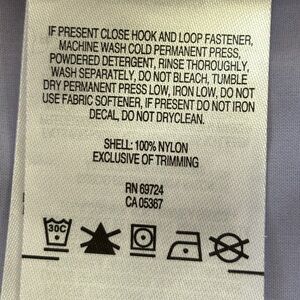 IF PRESENT CLOSE HOOK AND LOOP FASTENER,
MACHINE WASH COLD PERMANENT PRESS,
POWDERED DETERGENT, RINSE THOROUGHLY,
WASH SEPARATELY, DO NOT BLEACH, TUMBLE
DRY PERMANENT PRESS LOW, IRON LOW, DO NOT
USE FABRIC SOFTENER, IF PRESENT DO NOT IRON
DECAL, DO NOT DRYCLEAN.
SHELL: 100% NYLON
EXCLUSIVE OF TRIMMING
RN 69724
CA 05367
30C